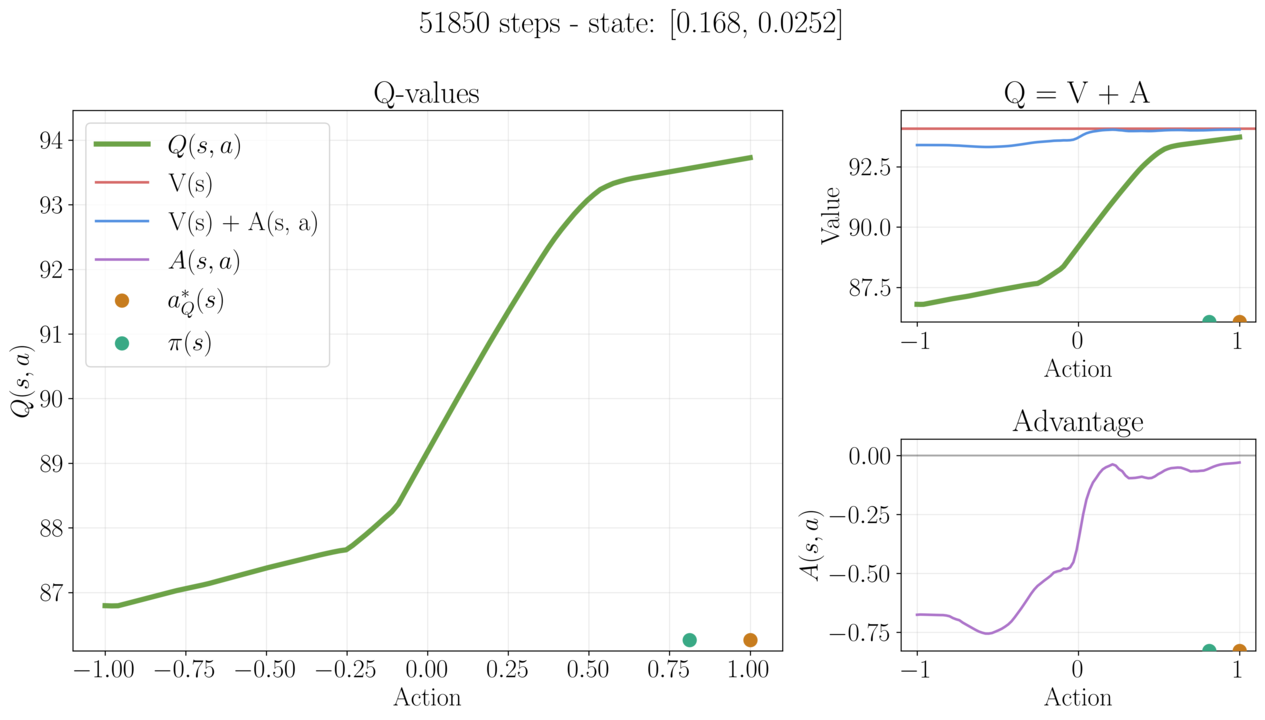 51850 steps - state: [0.168, 0.0252]
Q-values
94
93
92
91
90
89
88
87
Q(s, a)
Q(s, a)
V(s)
V(s) + A(s, a)
A(s, a)
a*_Q(s)
π(s)
−1.00 −0.75 −0.50 −0.25 0.00 0.25 0.50 0.75 1.00
Action
Q = V + A
92.5
90.0
87.5
Value
−1 0 1
Action
Advantage
0.00
−0.25
−0.50
−0.75
A(s, a)
−1 0 1
Action